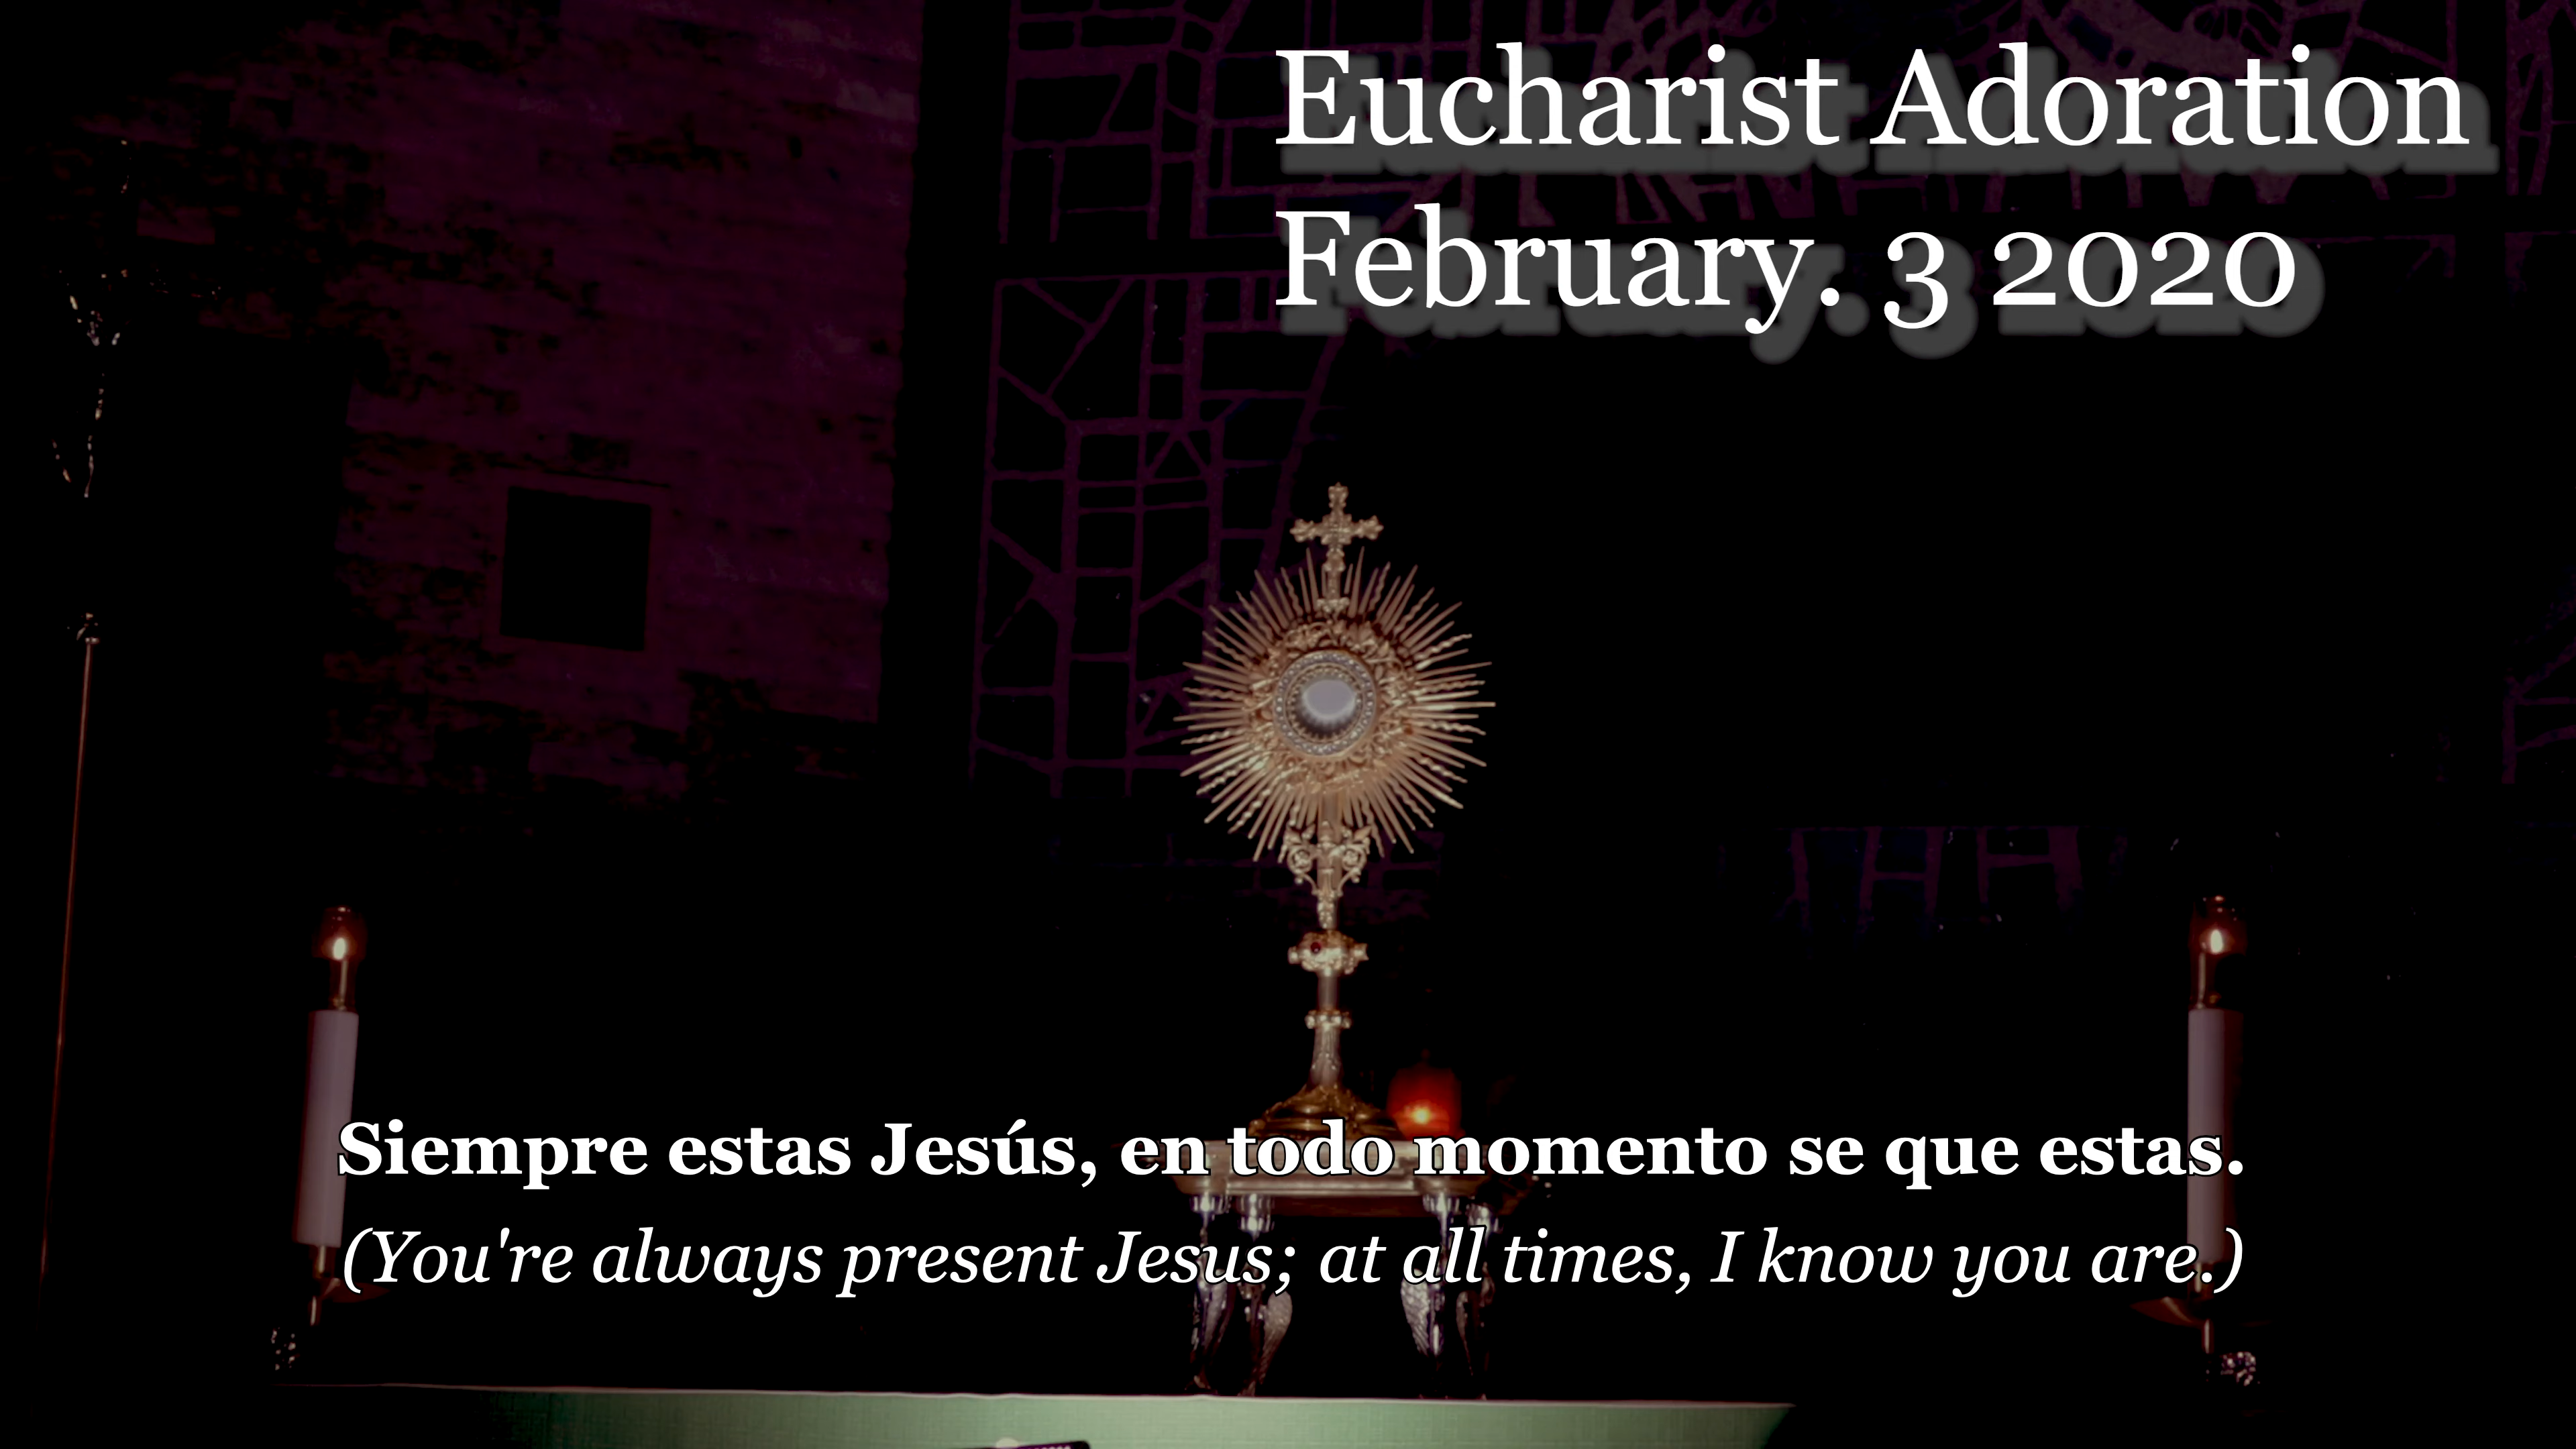 Eucharist Adoration
February. 3 2020
Siempre estas Jesús, en todo momento se que estas.
(You're always present Jesus; at all times, I know you are.)